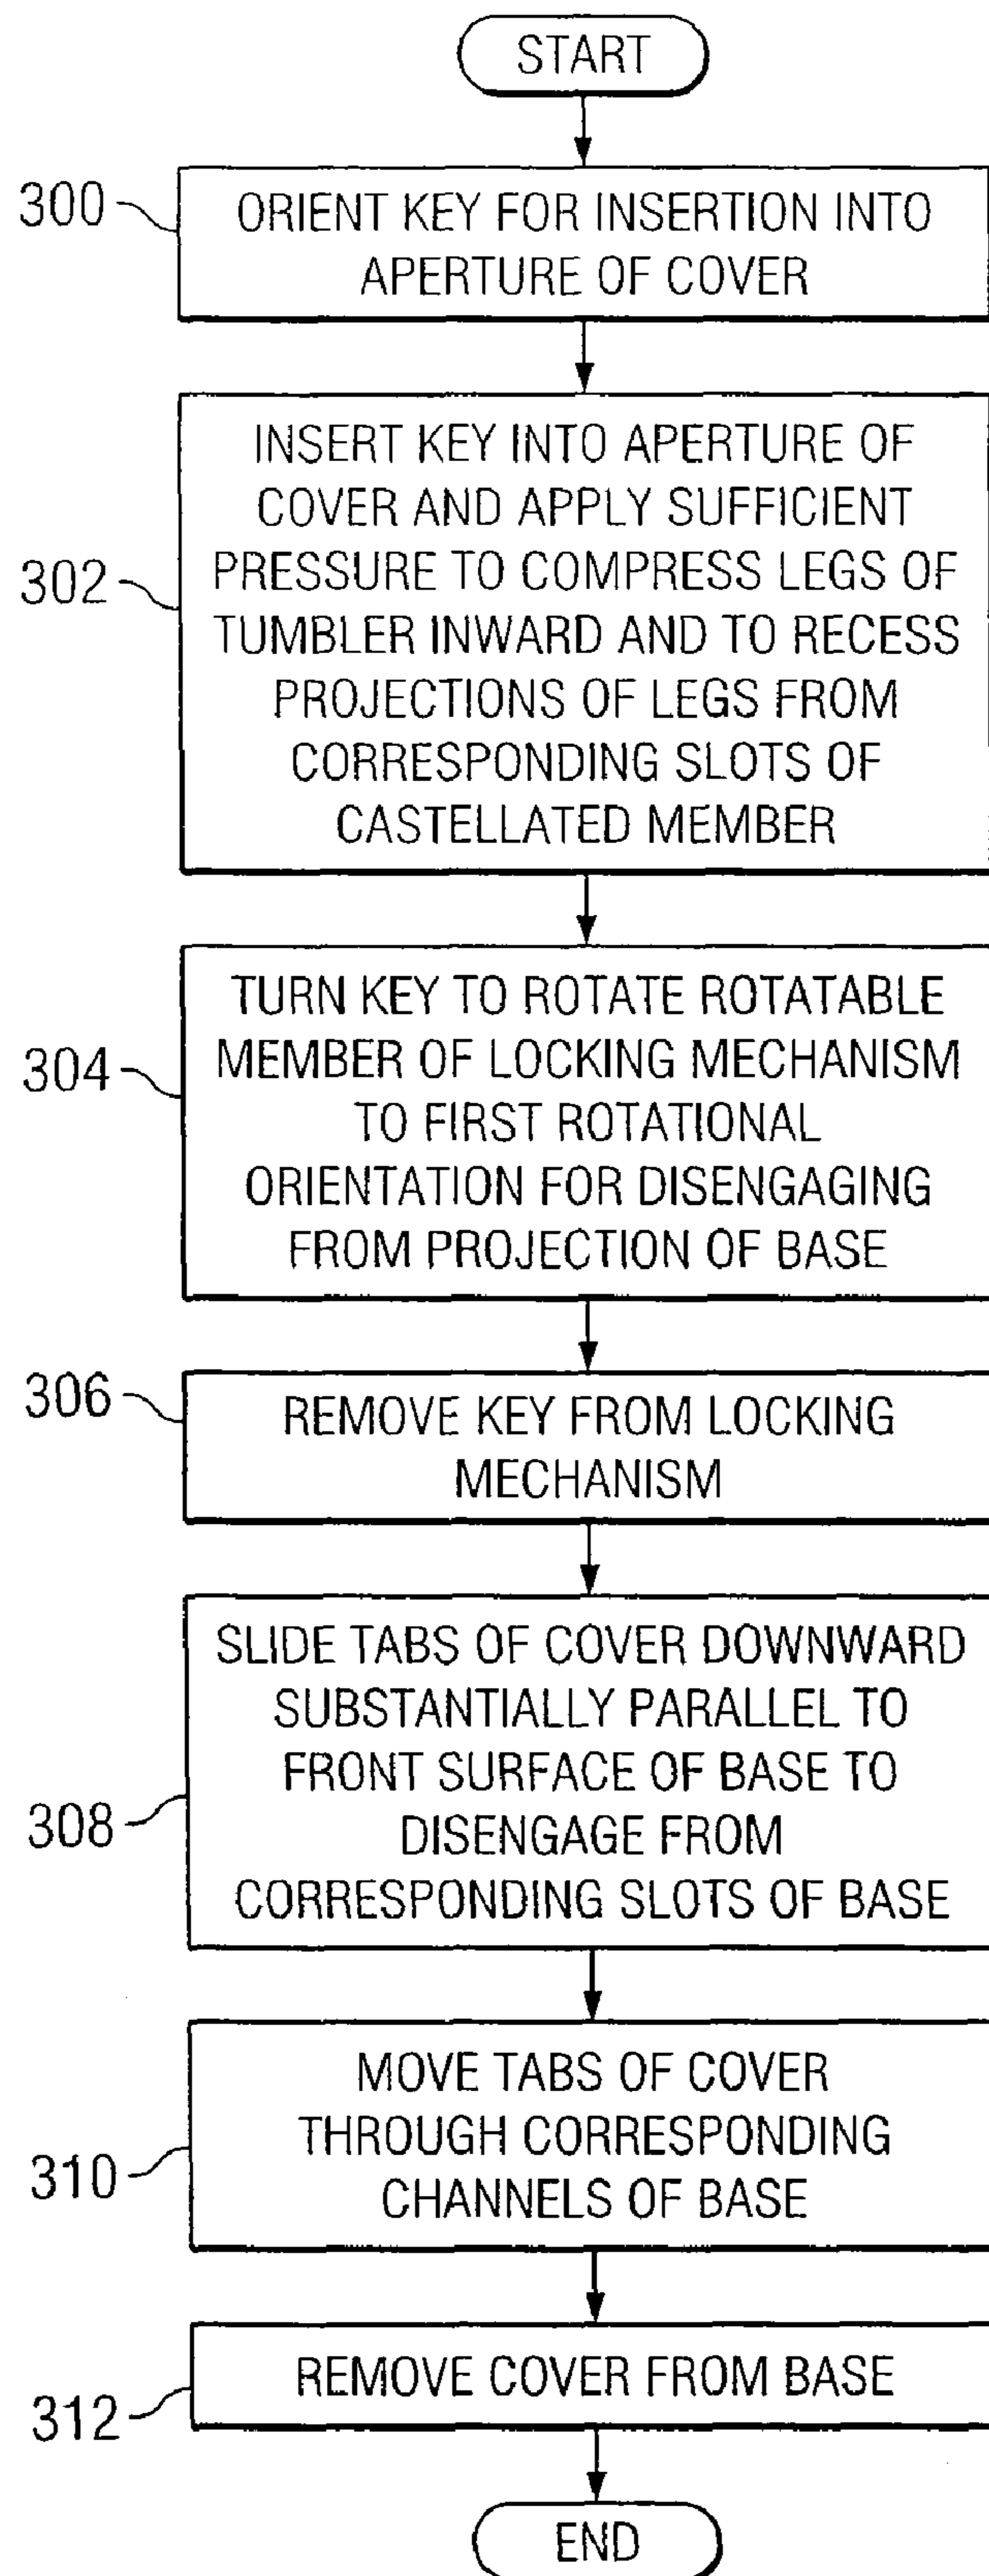 START
300
ORIENT KEY FOR INSERTION INTO
APERTURE OF COVER
302
INSERT KEY INTO APERTURE OF
COVER AND APPLY SUFFICIENT
PRESSURE TO COMPRESS LEGS OF
TUMBLER INWARD AND TO RECESS
PROJECTIONS OF LEGS FROM
CORRESPONDING SLOTS OF
CASTELLATED MEMBER
304
TURN KEY TO ROTATE ROTATABLE
MEMBER OF LOCKING MECHANISM
TO FIRST ROTATIONAL
ORIENTATION FOR DISENGAGING
FROM PROJECTION OF BASE
306
REMOVE KEY FROM LOCKING
MECHANISM
308
SLIDE TABS OF COVER DOWNWARD
SUBSTANTIALLY PARALLEL TO
FRONT SURFACE OF BASE TO
DISENGAGE FROM
CORRESPONDING SLOTS OF BASE
310
MOVE TABS OF COVER
THROUGH CORRESPONDING
CHANNELS OF BASE
312
REMOVE COVER FROM BASE
END